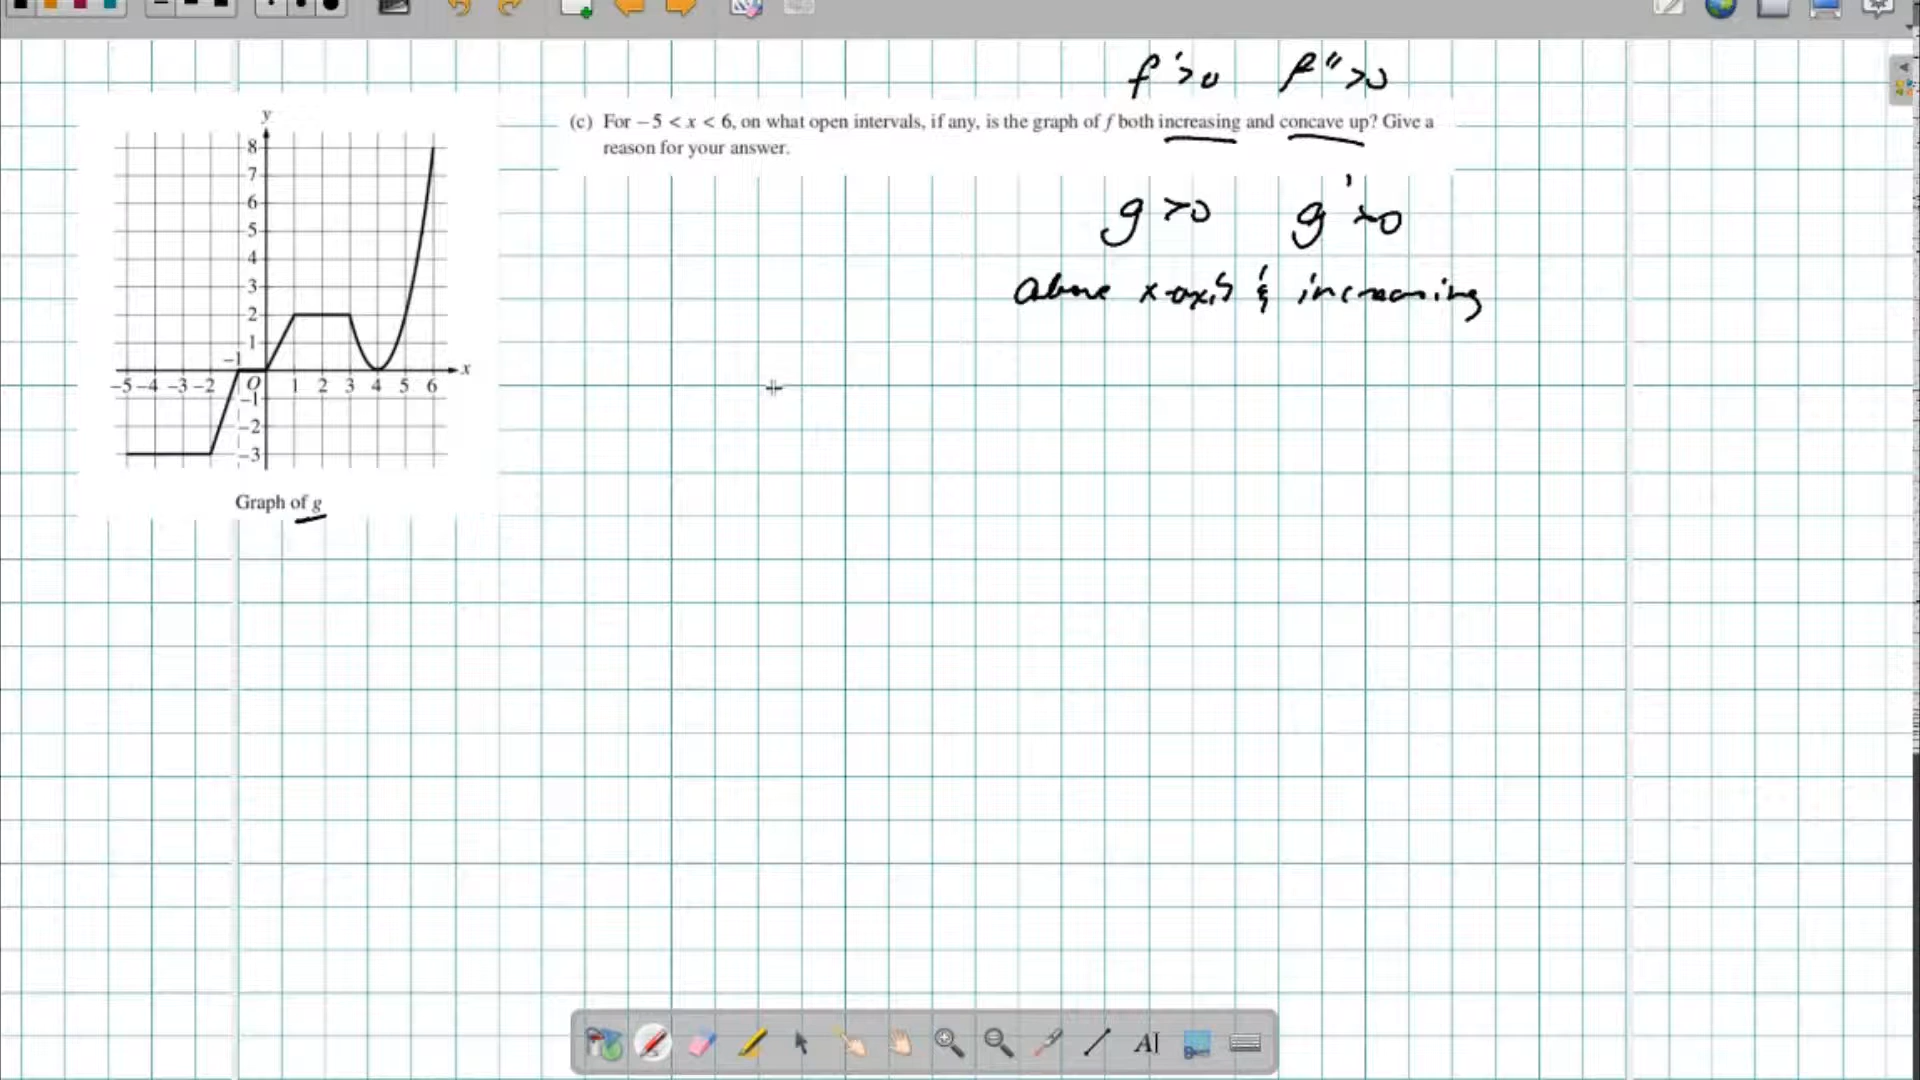 f'>0 f">0
(c) For −5 < x < 6, on what open intervals, if any, is the graph of f both increasing and concave up? Give a
reason for your answer.
g >0 g' >0
Above x-axis & increasing
y
8
7
6
5
4
3
2
1
−1
x
−5 −4 −3 −2 O 1 2 3 4 5 6
−1
−2
−3
Graph of g
AI